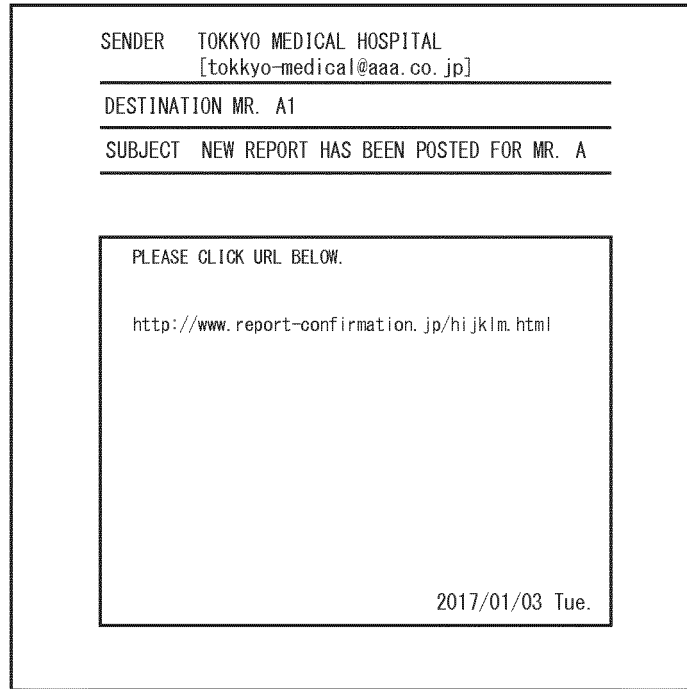 SENDER TOKKYO MEDICAL HOSPITAL
[tokkyo-medical@aaa.co.jp]
DESTINATION MR. A1
SUBJECT NEW REPORT HAS BEEN POSTED FOR MR. A
PLEASE CLICK URL BELOW.
http://www.report-confirmation.jp/hijklm.html
2017/01/03 Tue.